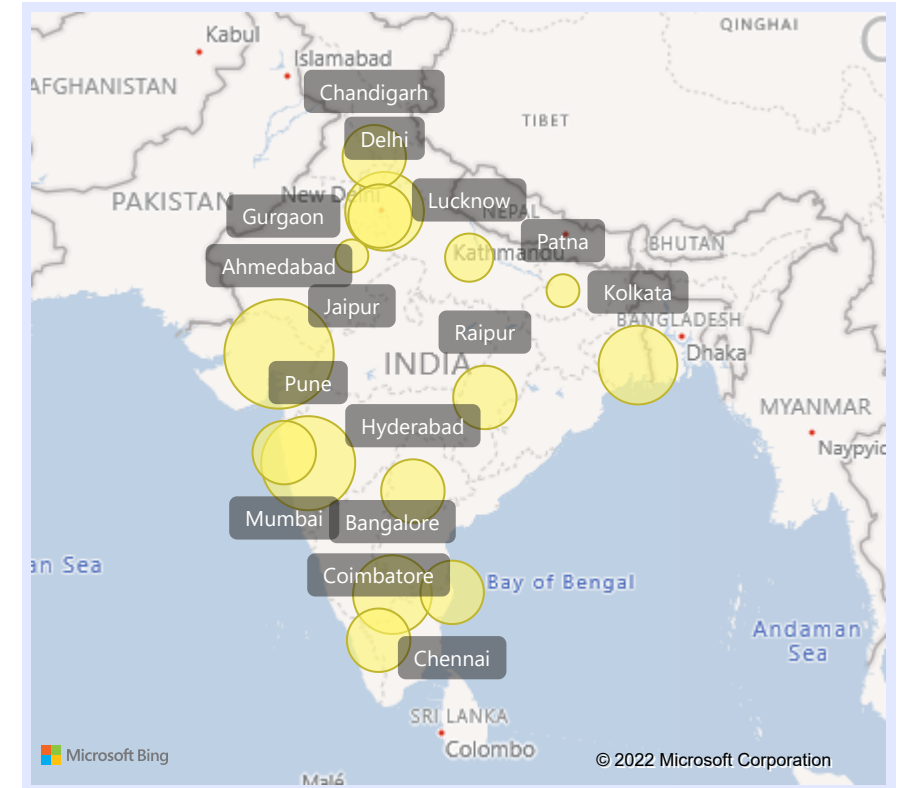 QINGHAI
Kabul
Islamabad
AFGHANISTAN
Chandigarh
TIBET
Delhi
New Delhi
PAKISTAN
Lucknow
NEPAL
Gurgaon
Patna
BHUTAN
Kathmandu
Ahmedabad
Kolkata
Jaipur
BANGLADESH
Raipur
Dhaka
INDIA
Pune
MYANMAR
Hyderabad
Naypyid
Mumbai
Bangalore
an Sea
Coimbatore
Bay of Bengal
Andaman
Sea
Chennai
SRI LANKA
Colombo
Microsoft Bing
© 2022 Microsoft Corporation
Malé